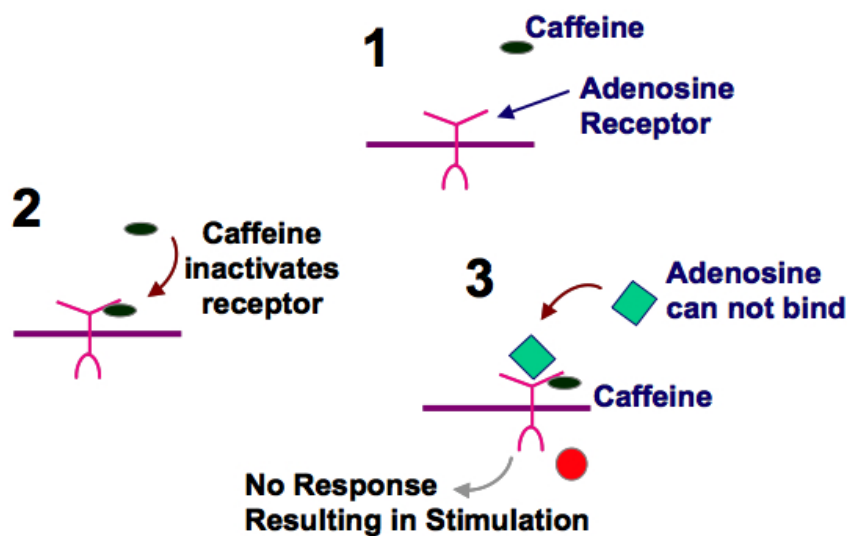 1
Caffeine
Adenosine
Receptor
2
Caffeine
inactivates
receptor
3
Adenosine
can not bind
Caffeine
No Response
Resulting in Stimulation